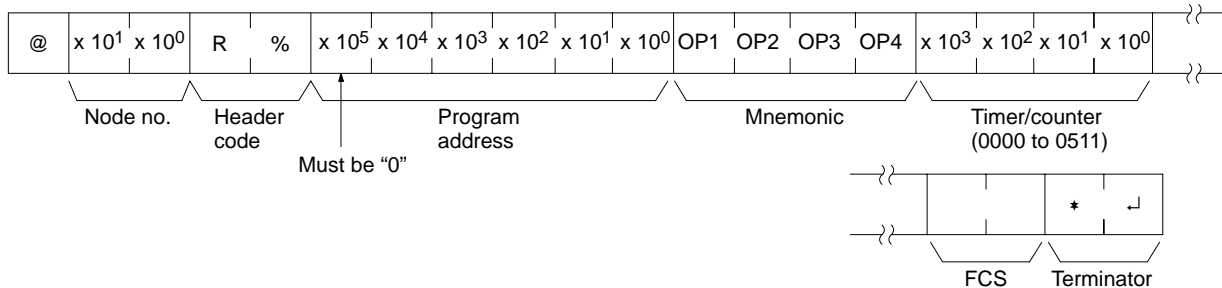 @ x 10¹ x 10⁰ R % x 10⁵ x 10⁴ x 10³ x 10² x 10¹ x 10⁰ OP1 OP2 OP3 OP4 x 10³ x 10² x 10¹ x 10⁰
Node no. Header code Program address Mnemonic Timer/counter (0000 to 0511)
Must be “0”
* ↵
FCS Terminator